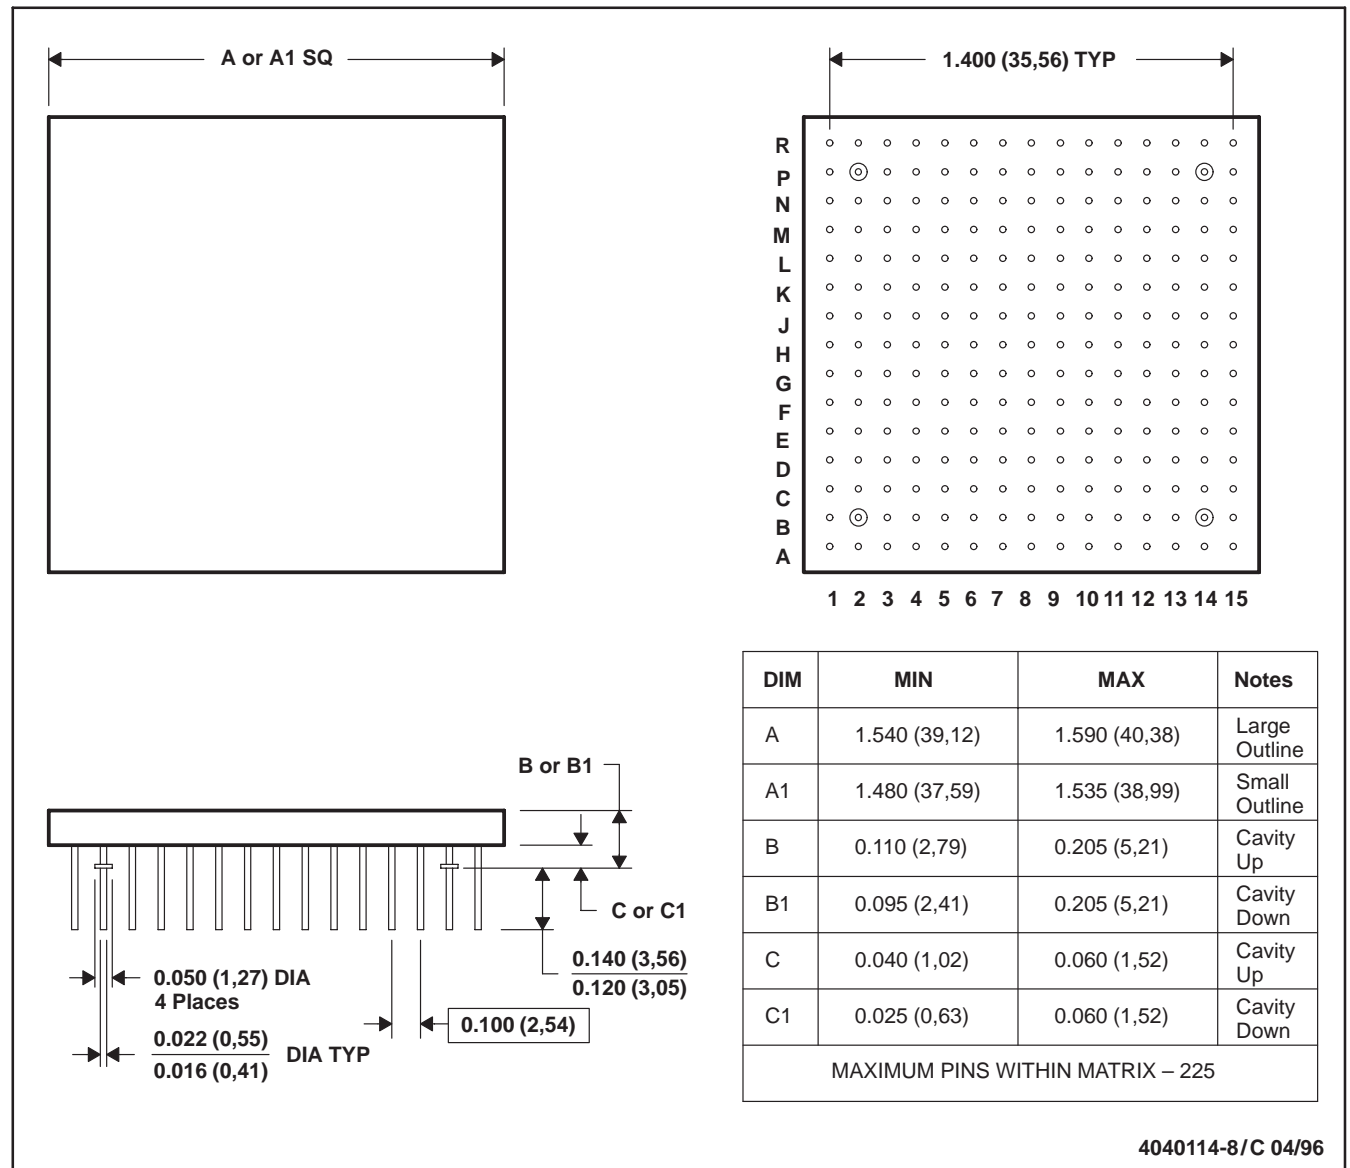 A or A1 SQ
1.400 (35,56) TYP
R
P
N
M
L
K
J
H
G
F
E
D
C
B
A
1 2 3 4 5 6 7 8 9 10 11 12 13 14 15
B or B1
C or C1
0.140 (3,56)
0.120 (3,05)
0.050 (1,27) DIA
4 Places
0.100 (2,54)
0.022 (0,55)
0.016 (0,41)
DIA TYP
DIM MIN MAX Notes
A 1.540 (39,12) 1.590 (40,38) Large
Outline
A1 1.480 (37,59) 1.535 (38,99) Small
Outline
B 0.110 (2,79) 0.205 (5,21) Cavity
Up
B1 0.095 (2,41) 0.205 (5,21) Cavity
Down
C 0.040 (1,02) 0.060 (1,52) Cavity
Up
C1 0.025 (0,63) 0.060 (1,52) Cavity
Down
MAXIMUM PINS WITHIN MATRIX – 225
4040114-8/C 04/96